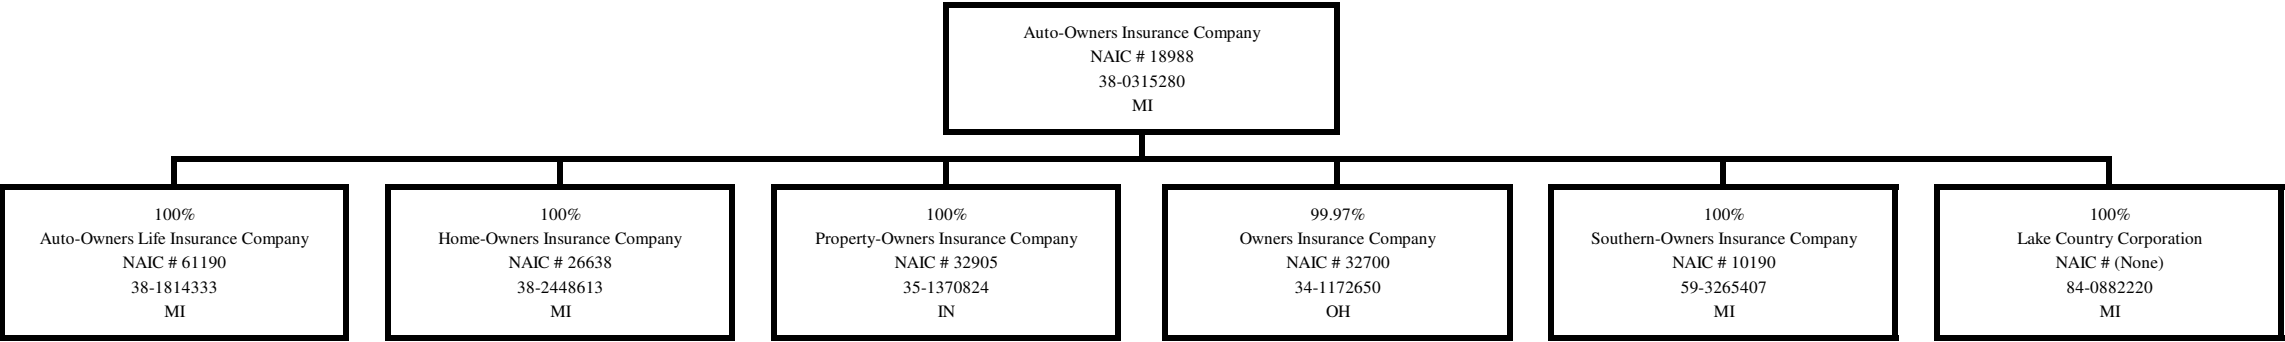 Auto-Owners Insurance Company
NAIC # 18988
38-0315280
MI
100%
Auto-Owners Life Insurance Company
NAIC # 61190
38-1814333
MI
100%
Home-Owners Insurance Company
NAIC # 26638
38-2448613
MI
100%
Property-Owners Insurance Company
NAIC # 32905
35-1370824
IN
99.97%
Owners Insurance Company
NAIC # 32700
34-1172650
OH
100%
Southern-Owners Insurance Company
NAIC # 10190
59-3265407
MI
100%
Lake Country Corporation
NAIC # (None)
84-0882220
MI